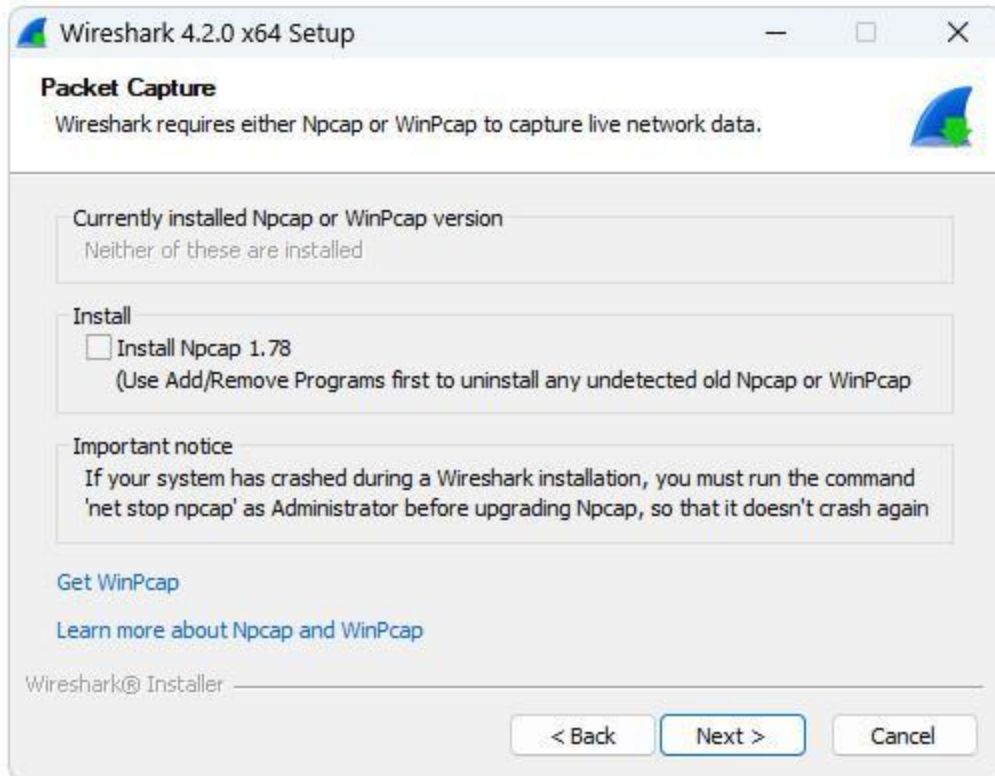 Wireshark 4.2.0 x64 Setup
Packet Capture
Wireshark requires either Npcap or WinPcap to capture live network data.
Currently installed Npcap or WinPcap version
Neither of these are installed
Install
Install Npcap 1.78
(Use Add/Remove Programs first to uninstall any undetected old Npcap or WinPcap
Important notice
If your system has crashed during a Wireshark installation, you must run the command
'net stop npcap' as Administrator before upgrading Npcap, so that it doesn't crash again
Get WinPcap
Learn more about Npcap and WinPcap
Wireshark® Installer
< Back
Next >
Cancel